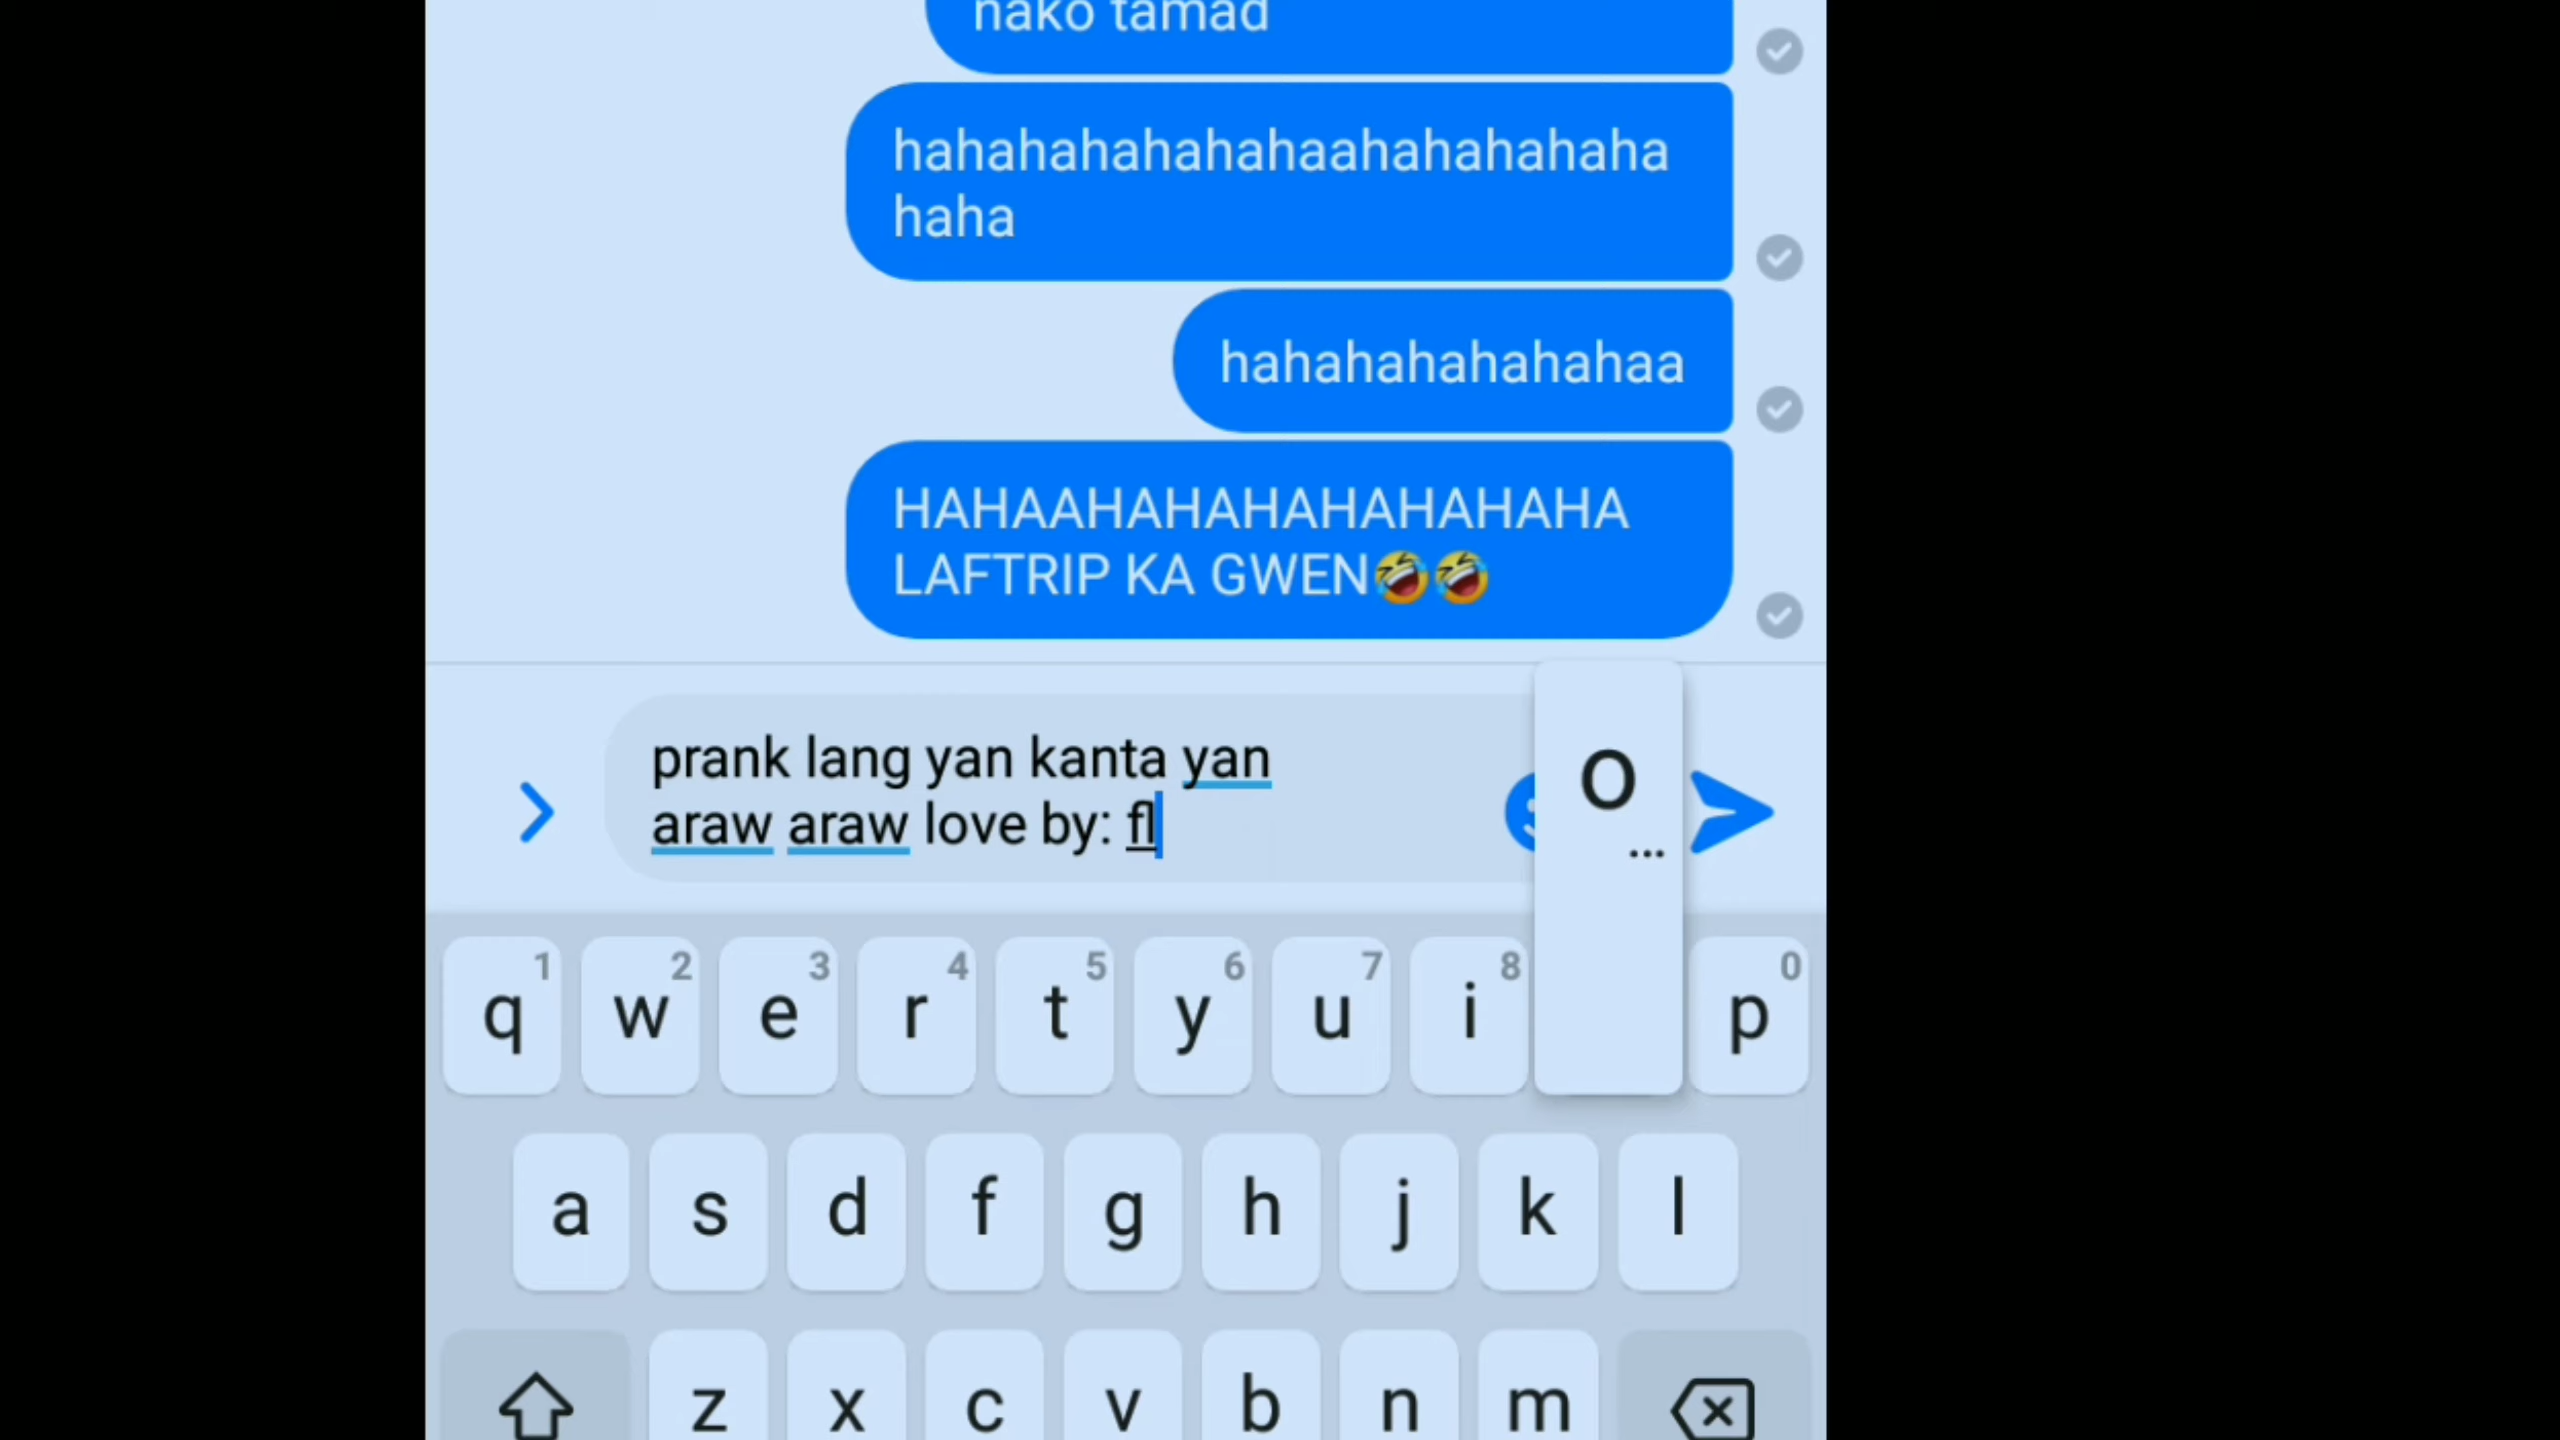 nako tamad
hahahahahahahaahahahahaha
haha
hahahahahahahaa
HAHAAHAHAHAHAHAHAHA
LAFTRIP KA GWEN🤣🤣
prank lang yan kanta yan
araw araw love by: fl
o
...
q 1 w 2 e 3 r 4 t 5 y 6 u 7 i 8 p 0
a s d f g h j k l
z x c v b n m